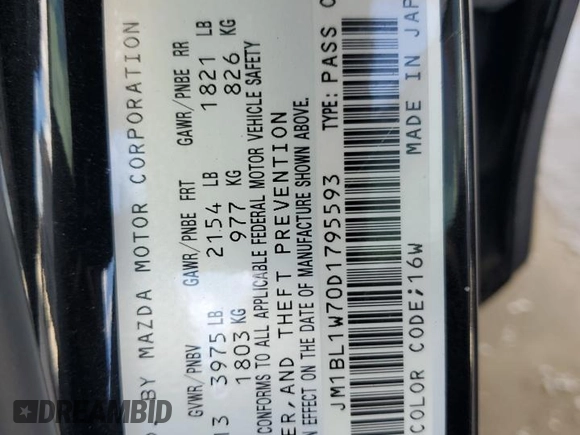 BY MAZDA MOTOR CORPORATION
GVWR/PNBV GAWR/PNBE FRT GAWR/PNBE RR
13 3975 LB 2154 LB 1821 LB
1803 KG 977 KG 826 KG
CONFORMS TO ALL APPLICABLE FEDERAL MOTOR VEHICLE SAFETY
ER, AND THEFT PREVENTION
N EFFECT ON THE DATE OF MANUFACTURE SHOWN ABOVE.
JM1BL1W70D1795593 TYPE: PASS C
COLOR CODE; 16W MADE IN JAP
DREAMBID